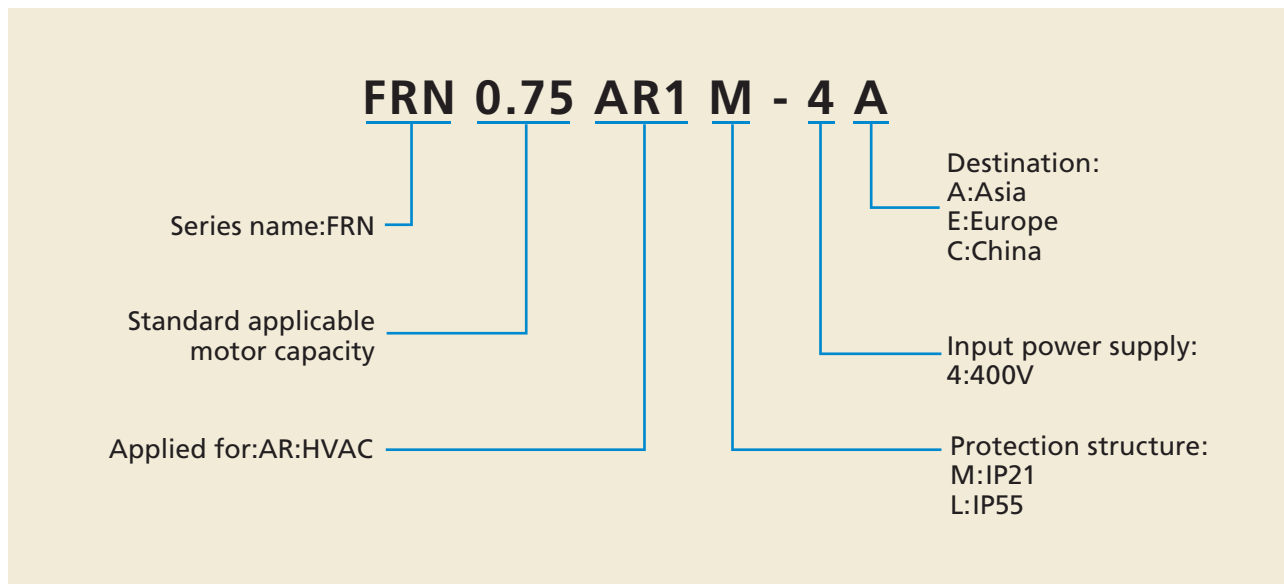 FRN 0.75 AR1 M - 4 A
Series name:FRN
Standard applicable
motor capacity
Applied for:AR:HVAC
Destination:
A:Asia
E:Europe
C:China
Input power supply:
4:400V
Protection structure:
M:IP21
L:IP55